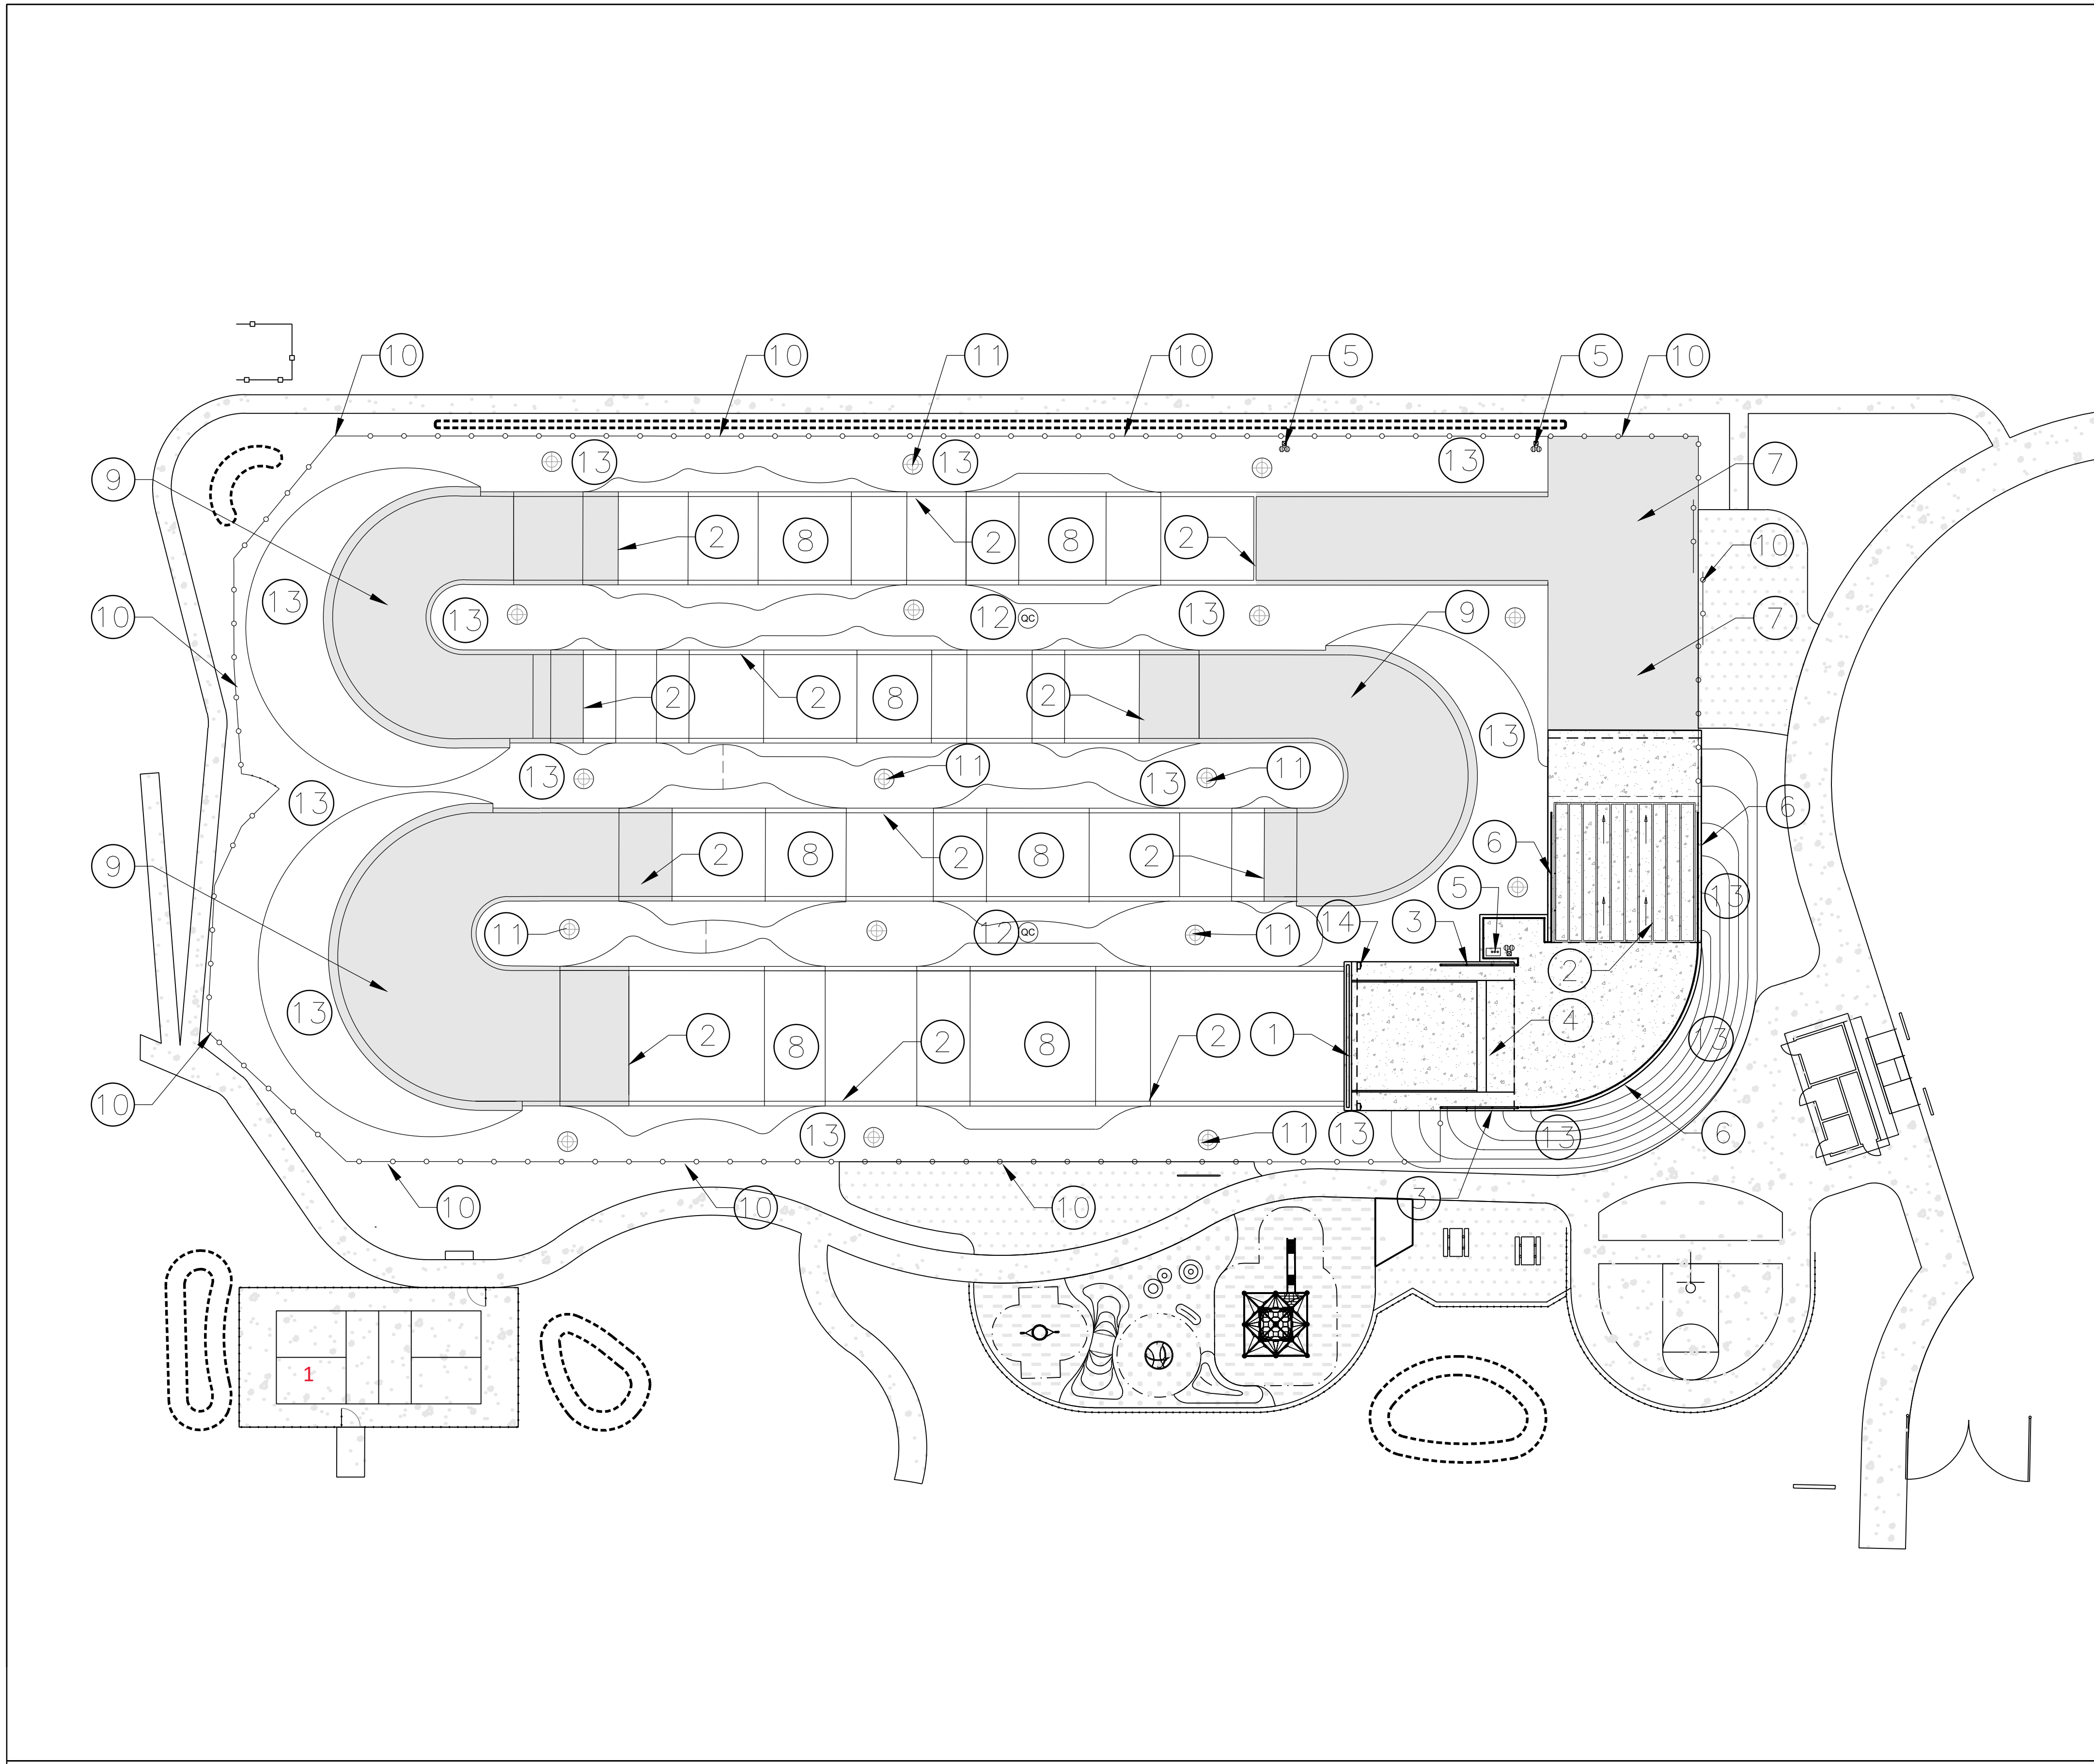 10 10 11 10 5 5 10
13 13 13 7
9
2 8 2 8 2 10
13 13 12 QC 13 9 7
10
2 2 8 2 13
13 11 13 11
13 6
2 8 2 8 2 6
9 5 13
11 12 QC 11 14 3
2
13 2 8 2 8 2 1 4 13
10
13 11 13 13 6
10 10 10 3
1